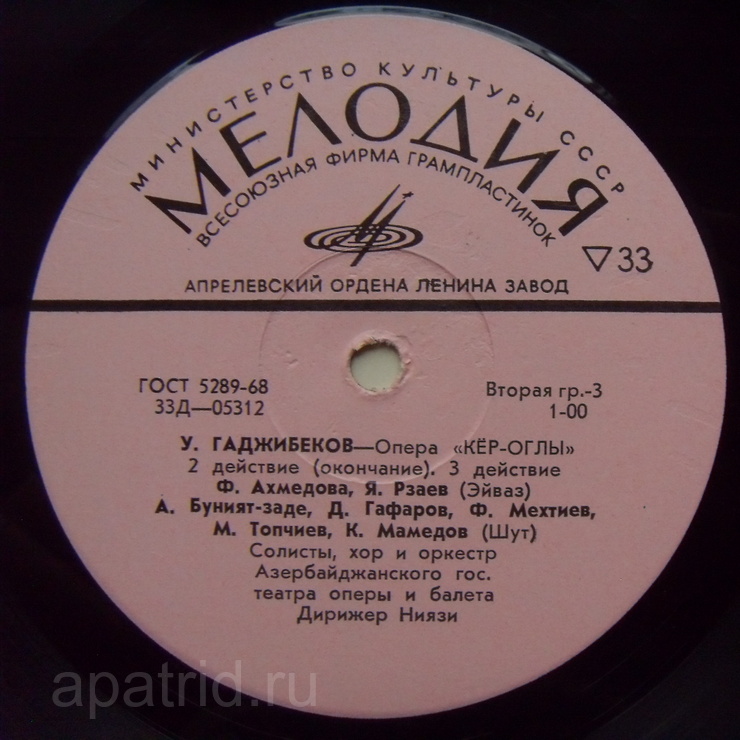 МИНИСТЕРСТВО КУЛЬТУРЫ СССР
МЕЛОДИЯ
ВСЕСОЮЗНАЯ ФИРМА ГРАМПЛАСТИНОК
▽33
АПРЕЛЕВСКИЙ ОРДЕНА ЛЕНИНА ЗАВОД
ГОСТ 5289-68
33Д—05312
Вторая гр.-3
1-00
У. ГАДЖИБЕКОВ—Опера «КЁР-ОГЛЫ»
2 действие (окончание). 3 действие
Ф. Ахмедова, Я. Рзаев (Эйваз)
А. Буният-заде, Д. Гафаров, Ф. Мехтиев,
М. Топчиев, К. Мамедов (Шут)
Солисты, хор и оркестр
Азербайджанского гос.
театра оперы и балета
Дирижер Ниязи
apatrid.ru